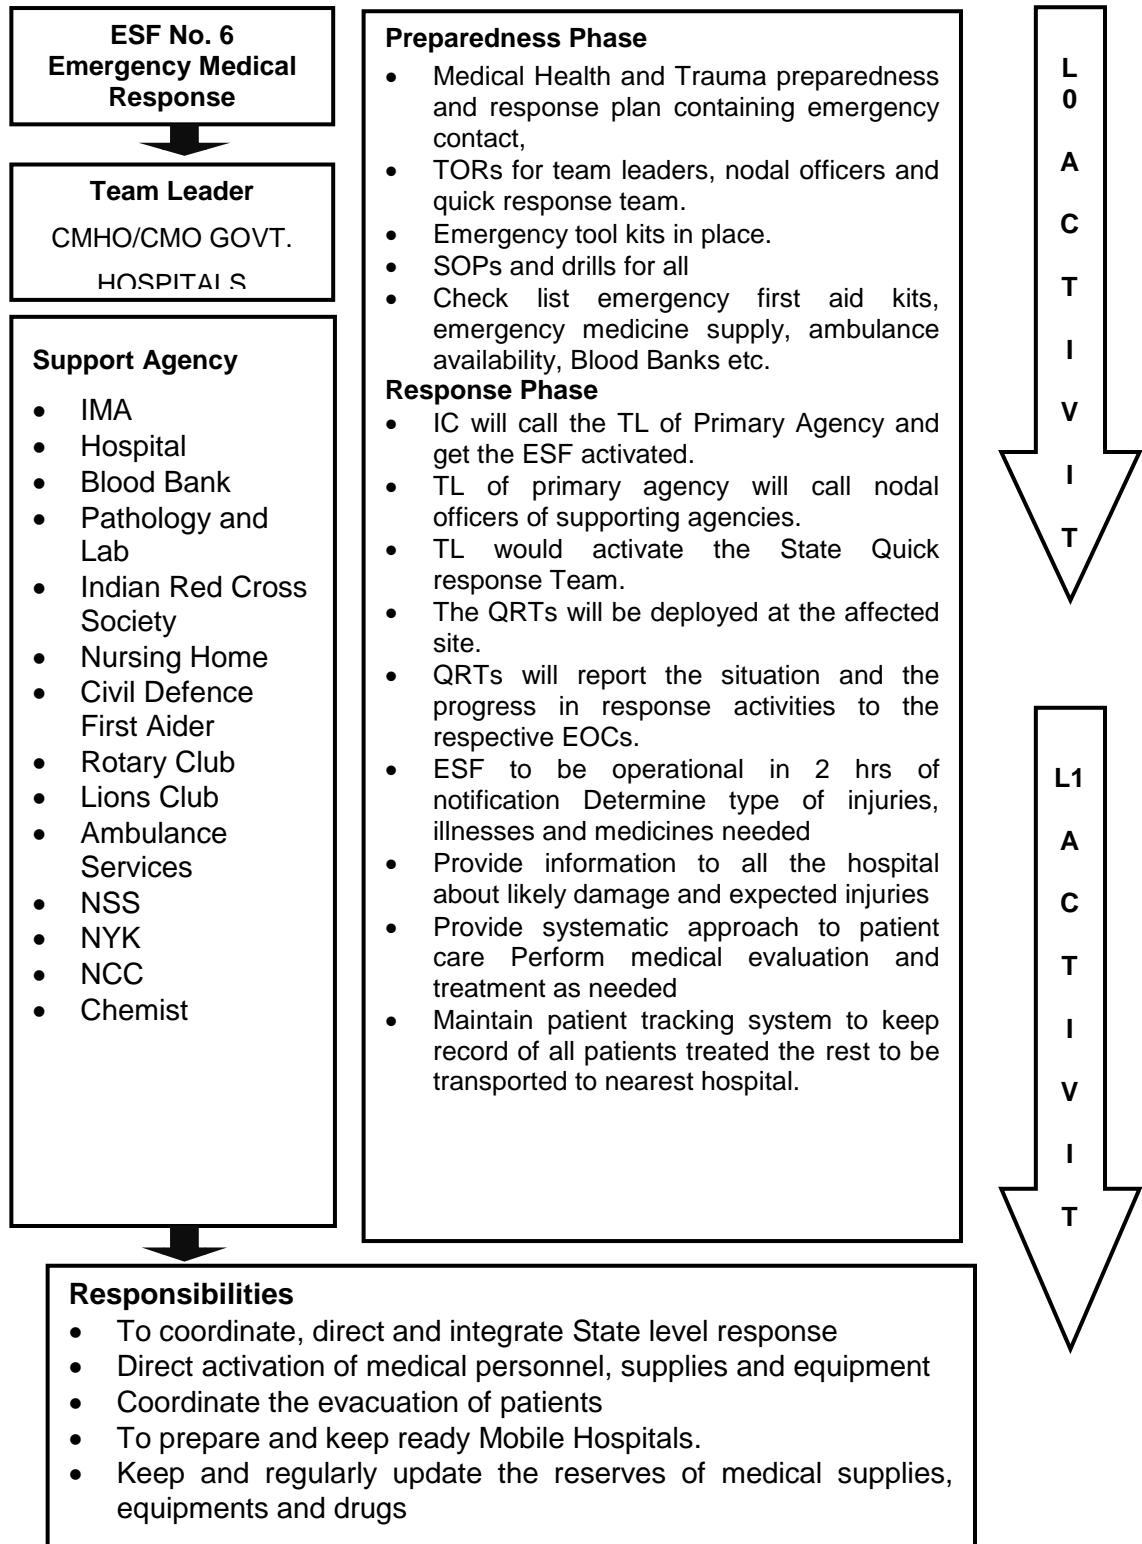 ESF No. 6
Emergency Medical
Response
Team Leader
CMHO/CMO GOVT.
HOSPITALS
Support Agency
• IMA
• Hospital
• Blood Bank
• Pathology and
Lab
• Indian Red Cross
Society
• Nursing Home
• Civil Defence
First Aider
• Rotary Club
• Lions Club
• Ambulance
Services
• NSS
• NYK
• NCC
• Chemist
Preparedness Phase
• Medical Health and Trauma preparedness
and response plan containing emergency
contact,
• TORs for team leaders, nodal officers and
quick response team.
• Emergency tool kits in place.
• SOPs and drills for all
• Check list emergency first aid kits,
emergency medicine supply, ambulance
availability, Blood Banks etc.
Response Phase
• IC will call the TL of Primary Agency and
get the ESF activated.
• TL of primary agency will call nodal
officers of supporting agencies.
• TL would activate the State Quick
response Team.
• The QRTs will be deployed at the affected
site.
• QRTs will report the situation and the
progress in response activities to the
respective EOCs.
• ESF to be operational in 2 hrs of
notification Determine type of injuries,
illnesses and medicines needed
• Provide information to all the hospital
about likely damage and expected injuries
• Provide systematic approach to patient
care Perform medical evaluation and
treatment as needed
• Maintain patient tracking system to keep
record of all patients treated the rest to be
transported to nearest hospital.
L
0
A
C
T
I
V
I
T
L1
A
C
T
I
V
I
T
Responsibilities
• To coordinate, direct and integrate State level response
• Direct activation of medical personnel, supplies and equipment
• Coordinate the evacuation of patients
• To prepare and keep ready Mobile Hospitals.
• Keep and regularly update the reserves of medical supplies,
equipments and drugs